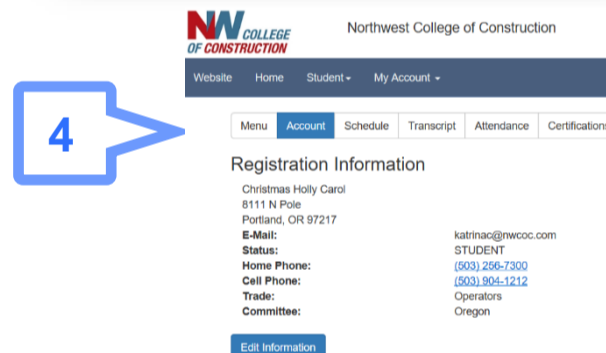 NW COLLEGE
OF CONSTRUCTION
Northwest College of Construction
Website Home Student My Account
4
Menu Account Schedule Transcript Attendance Certifications
Registration Information
Christmas Holly Carol
8111 N Pole
Portland, OR 97217
E-Mail: katrinac@nwcoc.com
Status: STUDENT
Home Phone: (503) 256-7300
Cell Phone: (503) 904-1212
Trade: Operators
Committee: Oregon
Edit Information